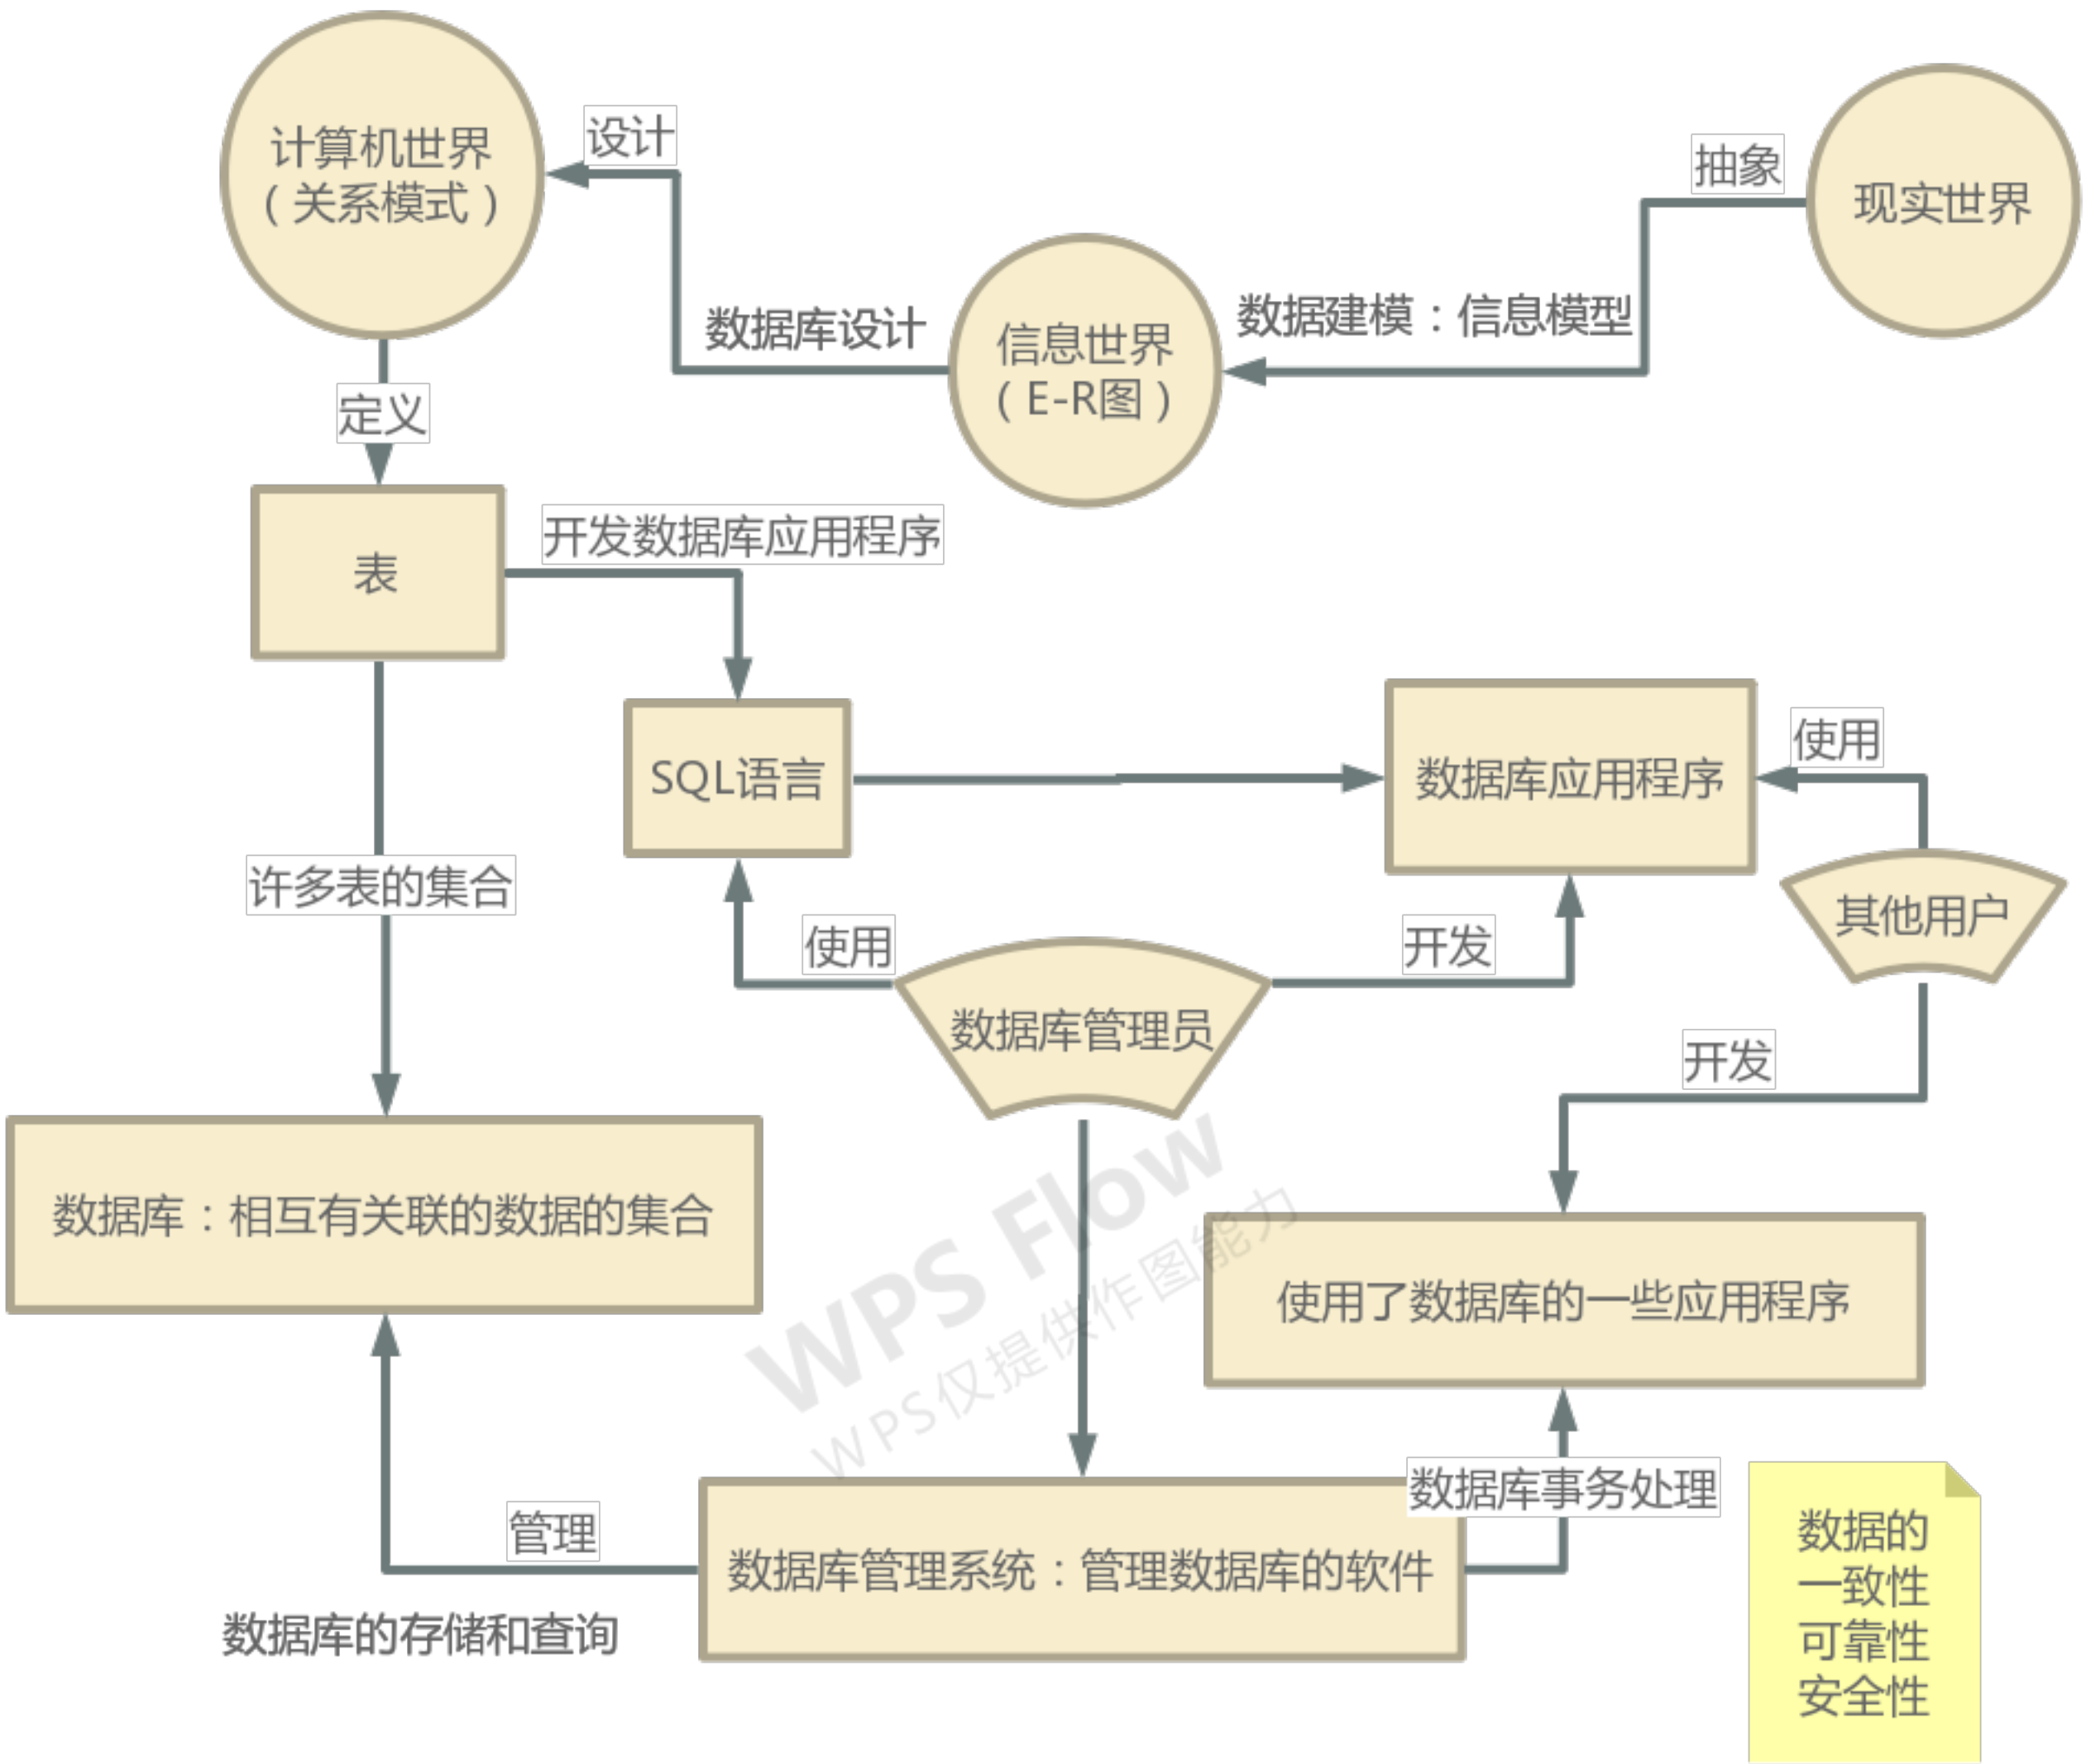 计算机世界
（关系模式）
设计
抽象
现实世界
数据库设计
信息世界
（E-R图）
数据建模：信息模型
定义
表
开发数据库应用程序
SQL语言
数据库应用程序
使用
许多表的集合
使用
开发
其他用户
数据库管理员
开发
数据库：相互有关联的数据的集合
WPS Flow
WPS仅提供作图能力
使用了数据库的一些应用程序
数据库事务处理
管理
数据库管理系统：管理数据库的软件
数据库的存储和查询
数据的
一致性
可靠性
安全性